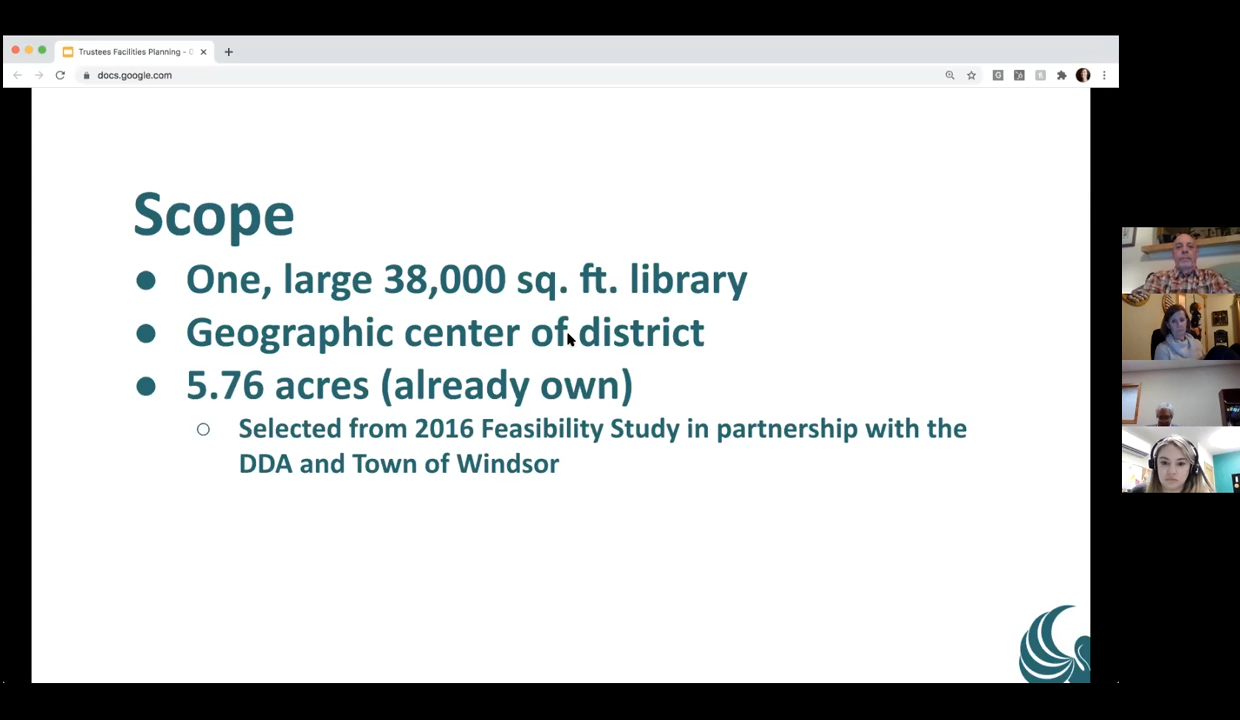 Trustees Facilities Planning - 
docs.google.com
Scope
● One, large 38,000 sq. ft. library
● Geographic center of district
● 5.76 acres (already own)
○ Selected from 2016 Feasibility Study in partnership with the
DDA and Town of Windsor